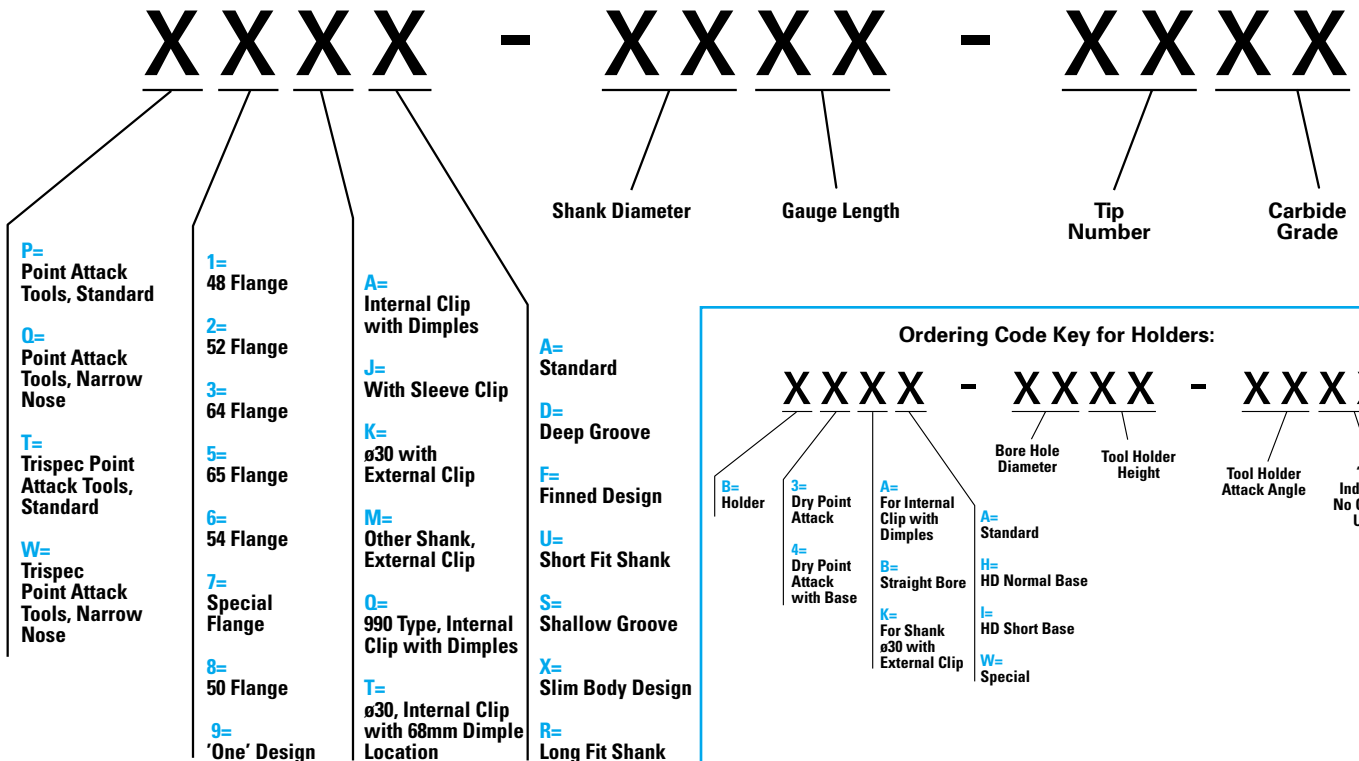 X X X X - X X X X - X X X X
Shank Diameter
Gauge Length
Tip
Number
Carbide
Grade
P=
Point Attack
Tools, Standard
Q=
Point Attack
Tools, Narrow
Nose
T=
Trispec Point
Attack Tools,
Standard
W=
Trispec
Point Attack
Tools, Narrow
Nose
1=
48 Flange
2=
52 Flange
3=
64 Flange
5=
65 Flange
6=
54 Flange
7=
Special
Flange
8=
50 Flange
9=
'One' Design
A=
Internal Clip
with Dimples
J=
With Sleeve Clip
K=
ø30 with
External Clip
M=
Other Shank,
External Clip
Q=
990 Type, Internal
Clip with Dimples
T=
ø30, Internal Clip
with 68mm Dimple
Location
A=
Standard
D=
Deep Groove
F=
Finned Design
U=
Short Fit Shank
S=
Shallow Groove
X=
Slim Body Design
R=
Long Fit Shank
Ordering Code Key for Holders:
X X X X - X X X X - X X X
B=
Holder
3=
Dry Point
Attack
4=
Dry Point
Attack
with Base
A=
For Internal
Clip with
Dimples
B=
Straight Bore
K=
For Shank
ø30 with
External Clip
A=
Standard
H=
HD Normal Base
I=
HD Short Base
W=
Special
Bore Hole
Diameter
Tool Holder
Height
Tool Holder
Attack Angle
Ind
No
U